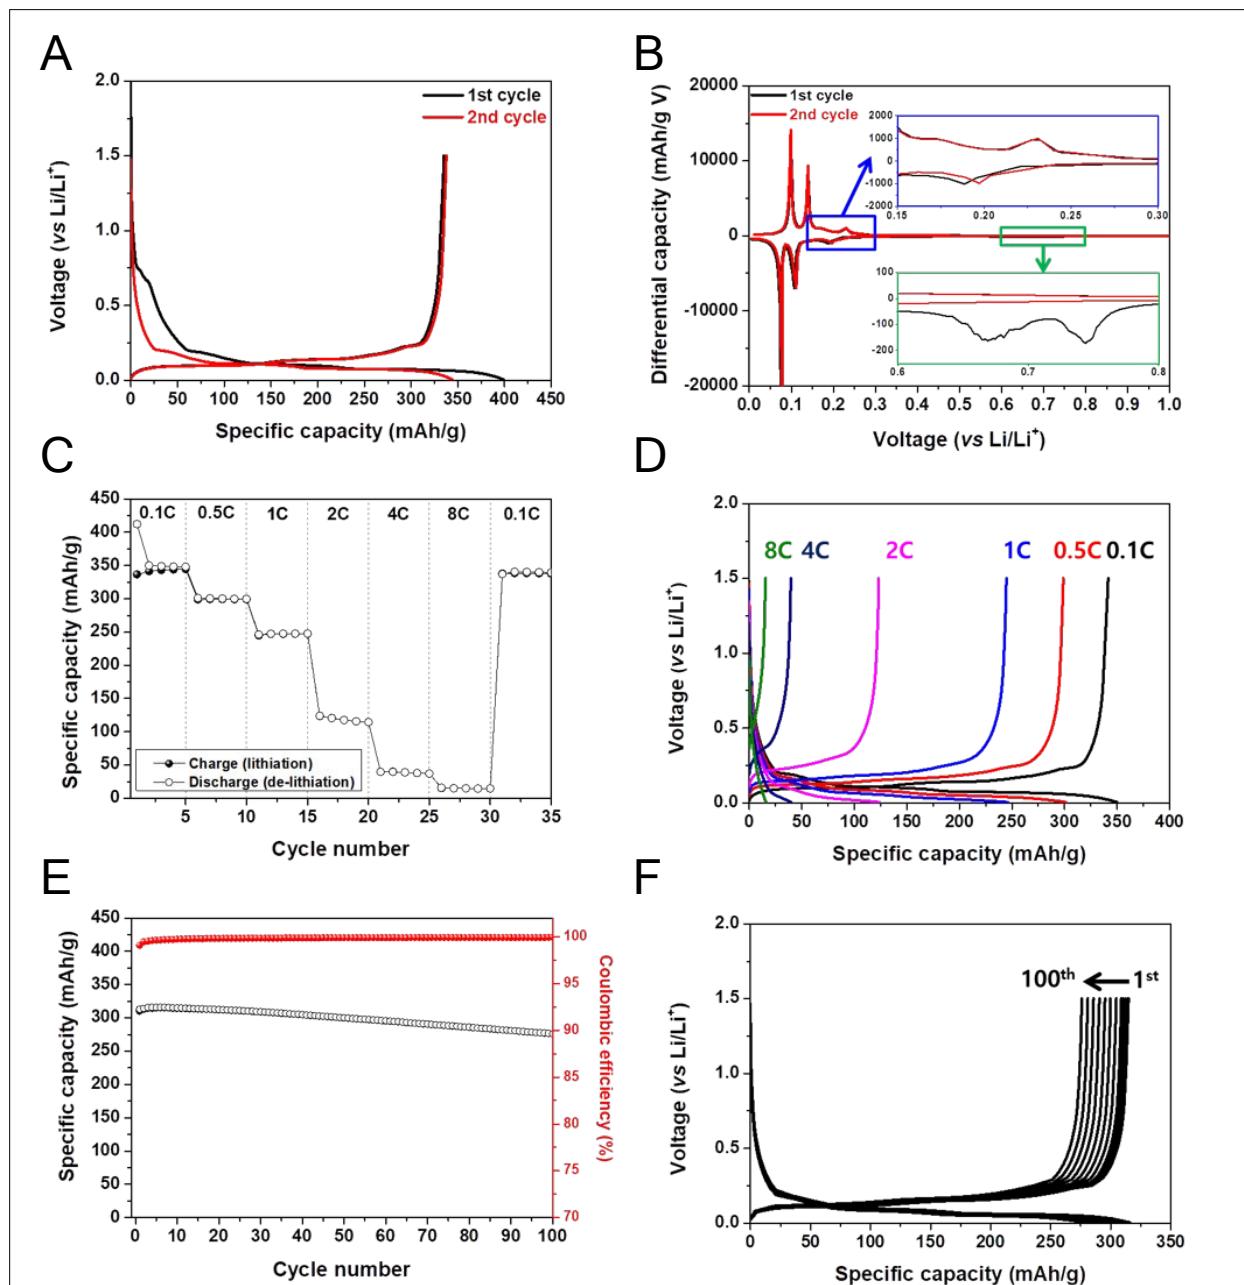 A
2.0
1.5
1.0
0.5
0.0
0 50 100 150 200 250 300 350 400 450
Voltage (vs Li/Li⁺)
Specific capacity (mAh/g)
1st cycle
2nd cycle
B
20000
10000
0
-10000
-20000
0.0 0.1 0.2 0.3 0.4 0.5 0.6 0.7 0.8 0.9 1.0
Differential capacity (mAh/g V)
Voltage (vs Li/Li⁺)
1st cycle
2nd cycle
2000
1000
0
-1000
-2000
0.15 0.20 0.25 0.30
100
0
-100
-200
0.6 0.7 0.8
C
450
400
350
300
250
200
150
100
50
0
5 10 15 20 25 30 35
Specific capacity (mAh/g)
Cycle number
0.1C 0.5C 1C 2C 4C 8C 0.1C
Charge (lithiation)
Discharge (de-lithiation)
D
2.0
1.5
1.0
0.5
0.0
0 50 100 150 200 250 300 350 400
Voltage (vs Li/Li⁺)
Specific capacity (mAh/g)
8C 4C 2C 1C 0.5C 0.1C
E
450
400
350
300
250
200
150
100
50
0
0 10 20 30 40 50 60 70 80 90 100
Specific capacity (mAh/g)
Cycle number
100
95
90
85
80
75
70
Coulombic efficiency (%)
F
2.0
1.5
1.0
0.5
0.0
0 50 100 150 200 250 300 350
Voltage (vs Li/Li⁺)
Specific capacity (mAh/g)
100th 1st